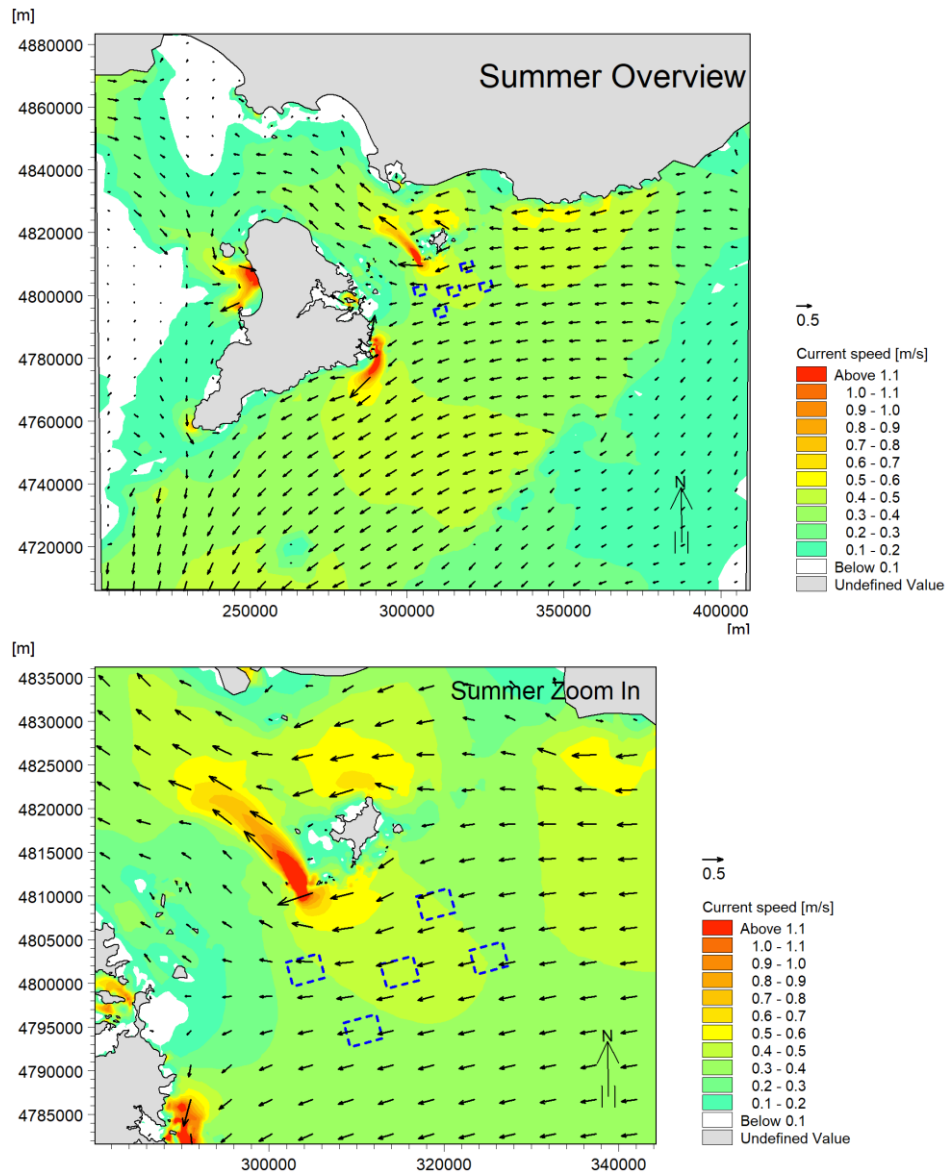 [m]
4880000
Summer Overview
4860000
4840000
4820000
4800000
4780000
4760000
4740000
4720000
N
250000 300000 350000 400000
[m]
0.5
Current speed [m/s]
Above 1.1
1.0 - 1.1
0.9 - 1.0
0.8 - 0.9
0.7 - 0.8
0.6 - 0.7
0.5 - 0.6
0.4 - 0.5
0.3 - 0.4
0.2 - 0.3
0.1 - 0.2
Below 0.1
Undefined Value
[m]
4835000
Summer Zoom In
4830000
4825000
4820000
4815000
4810000
4805000
4800000
4795000
4790000
4785000
N
300000 320000 340000
0.5
Current speed [m/s]
Above 1.1
1.0 - 1.1
0.9 - 1.0
0.8 - 0.9
0.7 - 0.8
0.6 - 0.7
0.5 - 0.6
0.4 - 0.5
0.3 - 0.4
0.2 - 0.3
0.1 - 0.2
Below 0.1
Undefined Value